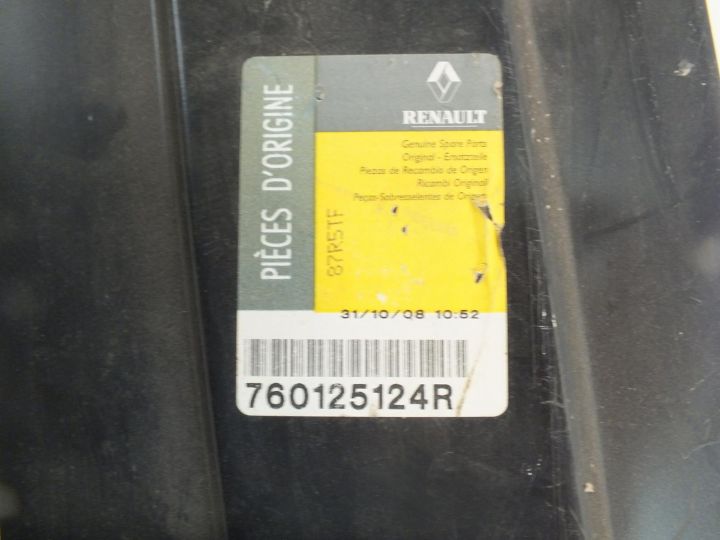 PIÈCES D'ORIGINE
RENAULT
Genuine Spare Parts
Original - Ersatzteile
Piezas de Recambio de Origen
Ricambi Originali
Peças-Sobresselentes de Origem
87R5TF
31/10/08 10:52
760125124R